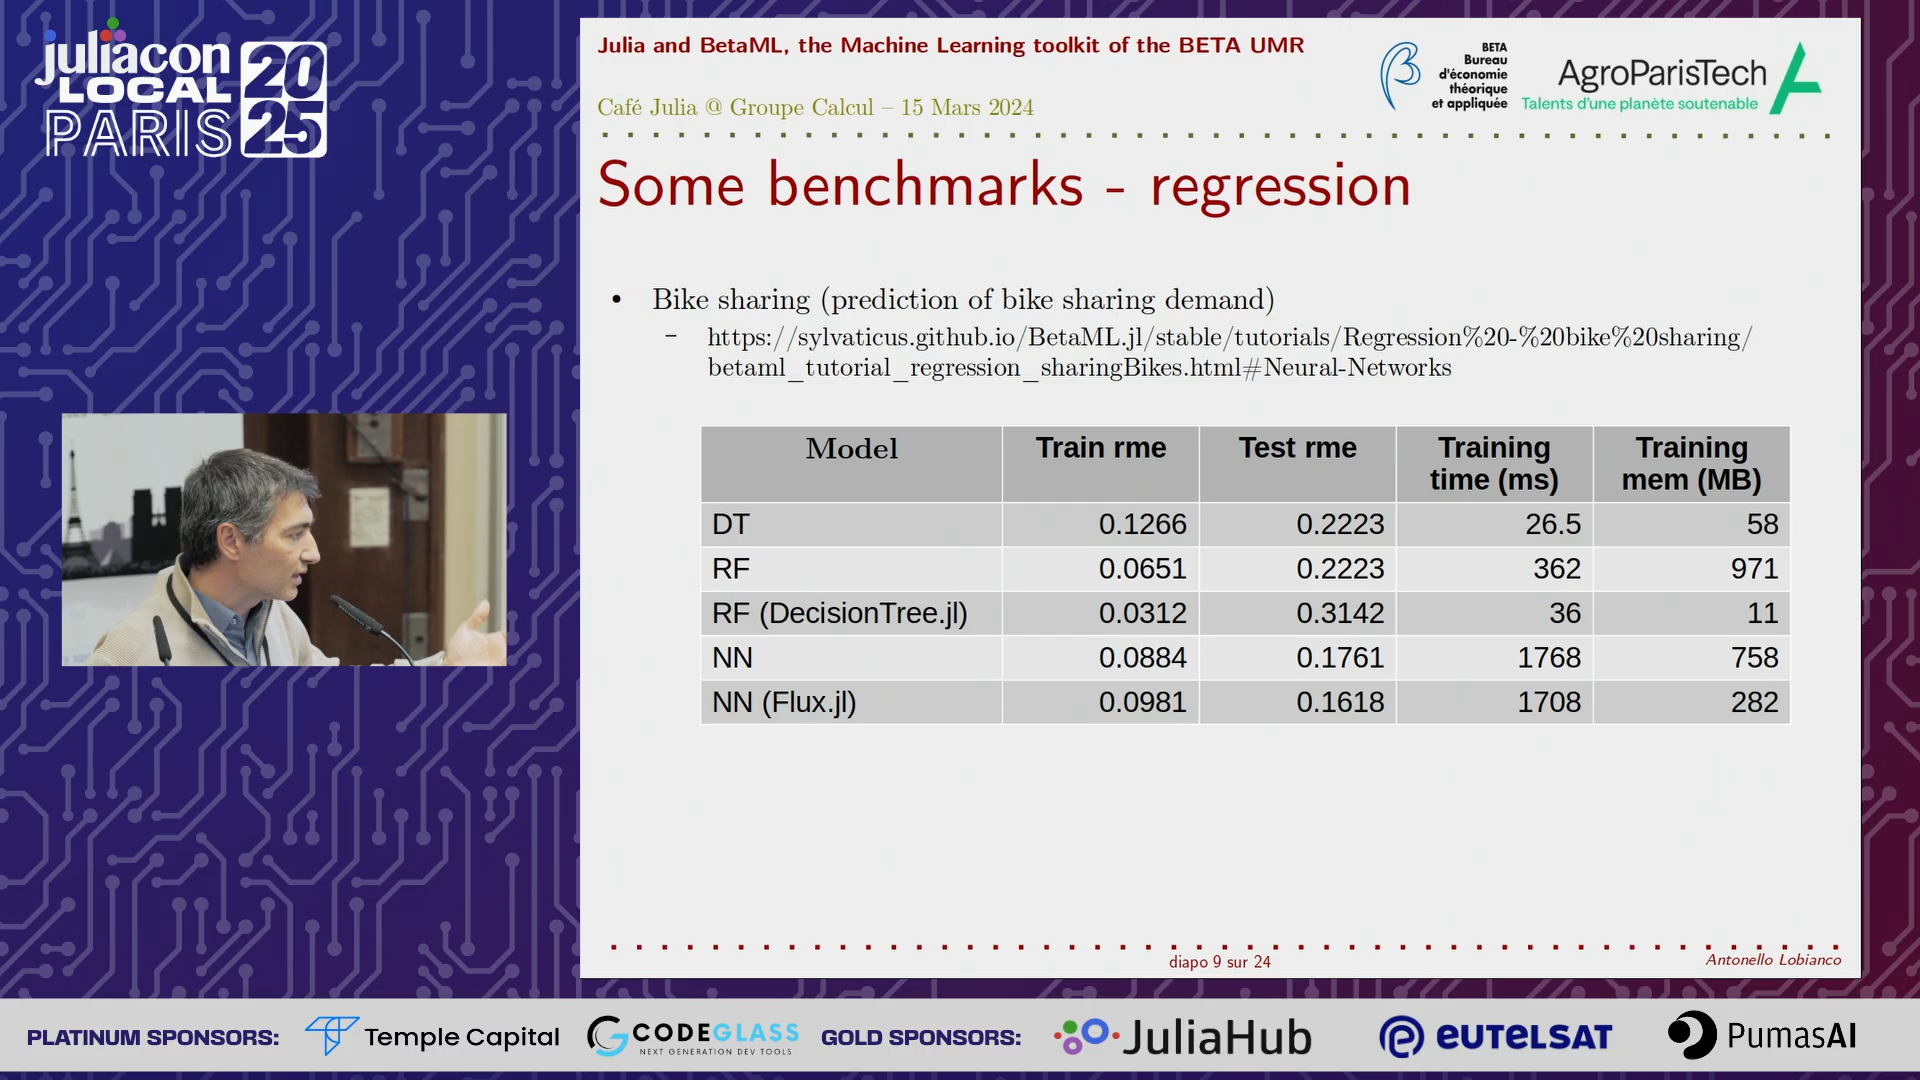 juliacon
LOCAL
PARIS
20
25
Julia and BetaML, the Machine Learning toolkit of the BETA UMR
Café Julia @ Groupe Calcul – 15 Mars 2024
BETA
Bureau
d'économie
théorique
et appliquée
AgroParisTech
Talents d'une planète soutenable
Some benchmarks - regression
• Bike sharing (prediction of bike sharing demand)
– https://sylvaticus.github.io/BetaML.jl/stable/tutorials/Regression%20-%20bike%20sharing/
betaml_tutorial_regression_sharingBikes.html#Neural-Networks
Model Train rme Test rme Training time (ms) Training mem (MB)
DT 0.1266 0.2223 26.5 58
RF 0.0651 0.2223 362 971
RF (DecisionTree.jl) 0.0312 0.3142 36 11
NN 0.0884 0.1761 1768 758
NN (Flux.jl) 0.0981 0.1618 1708 282
diapo 9 sur 24
Antonello Lobianco
PLATINUM SPONSORS: Temple Capital CODEGLASS GOLD SPONSORS: JuliaHub eutelsat PumasAI
NEXT GENERATION DEV TOOLS